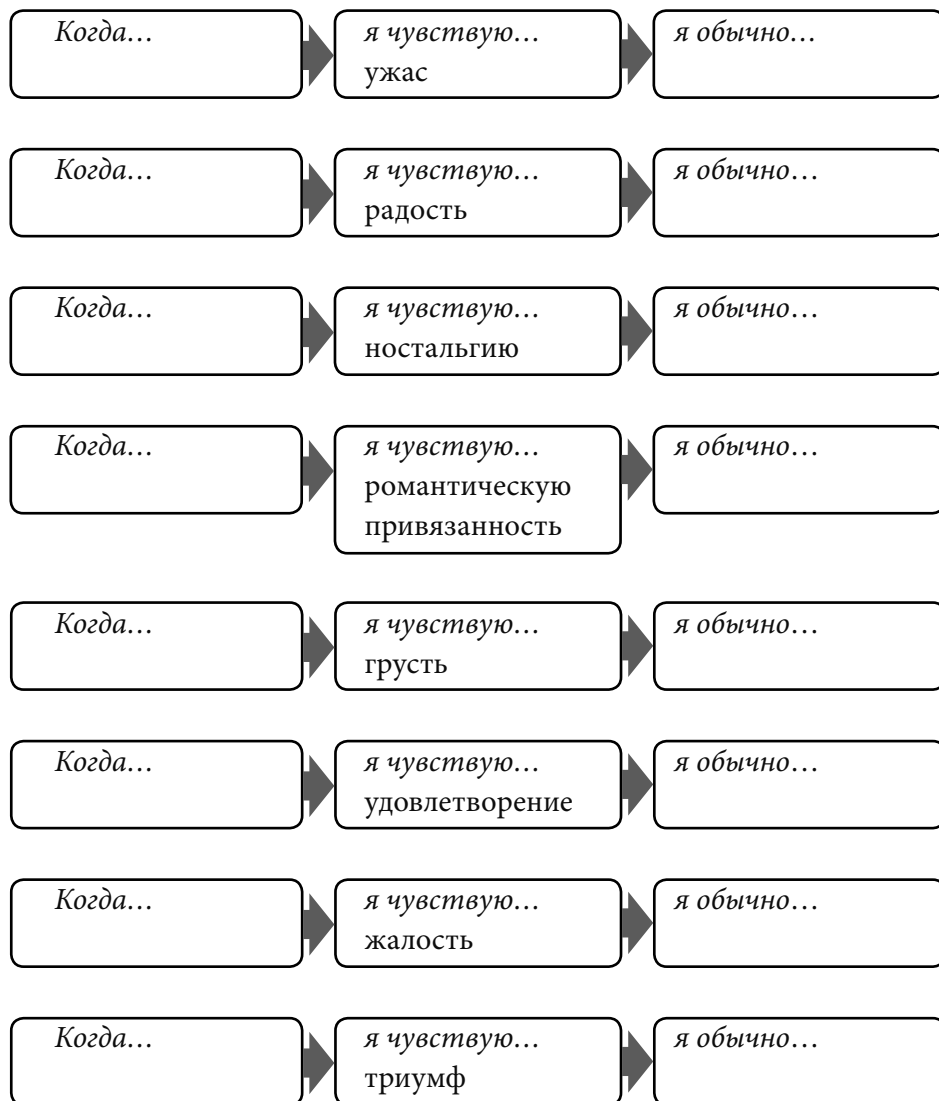 Когда…
я чувствую…
ужас
я обычно…
Когда…
я чувствую…
радость
я обычно…
Когда…
я чувствую…
ностальгию
я обычно…
Когда…
я чувствую…
романтическую
привязанность
я обычно…
Когда…
я чувствую…
грусть
я обычно…
Когда…
я чувствую…
удовлетворение
я обычно…
Когда…
я чувствую…
жалость
я обычно…
Когда…
я чувствую…
триумф
я обычно…